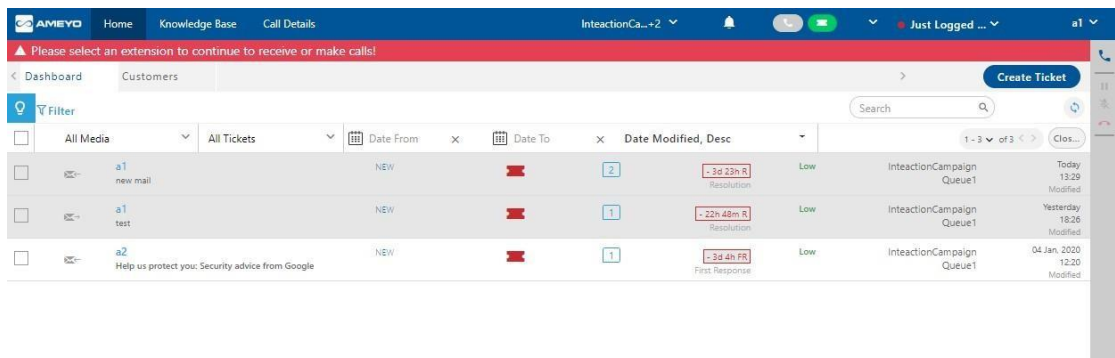 AMEYO Home Knowledge Base Call Details InteactionCa...+2 Just Logged ... a1
Please select an extension to continue to receive or make calls!
Dashboard Customers Create Ticket
Filter Search
All Media All Tickets Date From × Date To × Date Modified, Desc 1 - 3 of 3 Clos...
a1 NEW 2 - 3d 23h R Low InteactionCampaign Today
new mail Resolution Queue1 13:29
Modified
a1 NEW 1 - 22h 48m R Low InteactionCampaign Yesterday
test Resolution Queue1 18:26
Modified
a2 NEW 1 - 3d 4h FR Low InteactionCampaign 04 Jan, 2020
Help us protect you: Security advice from Google First Response Queue1 12:20
Modified